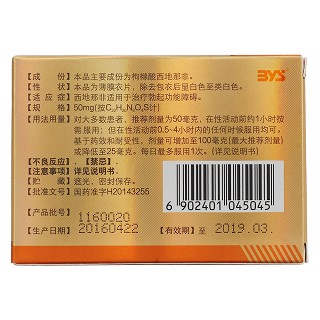 BYS
【成　　份】本品主要成份为枸橼酸西地那非。
【性　　状】本品为薄膜衣片，除去包衣后显白色至类白色。
【适 应 症】西地那非适用于治疗勃起功能障碍。
【规　　格】50mg(按C₂₂H₃₀N₆O₄S计)
【用法用量】对大多数患者，推荐剂量为50毫克，在性活动前约1小时按
需服用；但在性活动前0.5~4小时内的任何时候服用均可。
基于药效和耐受性，剂量可增加至100毫克(最大推荐剂量)
或降低至25毫克。每日最多服用1次。(详见说明书)
【不良反应】、【禁忌】、
【注意事项】详见说明书。
【贮　　藏】遮光，密封保存。
【批准文号】国药准字H20143255
【产品批号】1160020
【生产日期】20160422
6 902401 045045
【有效期】至 2019.03.